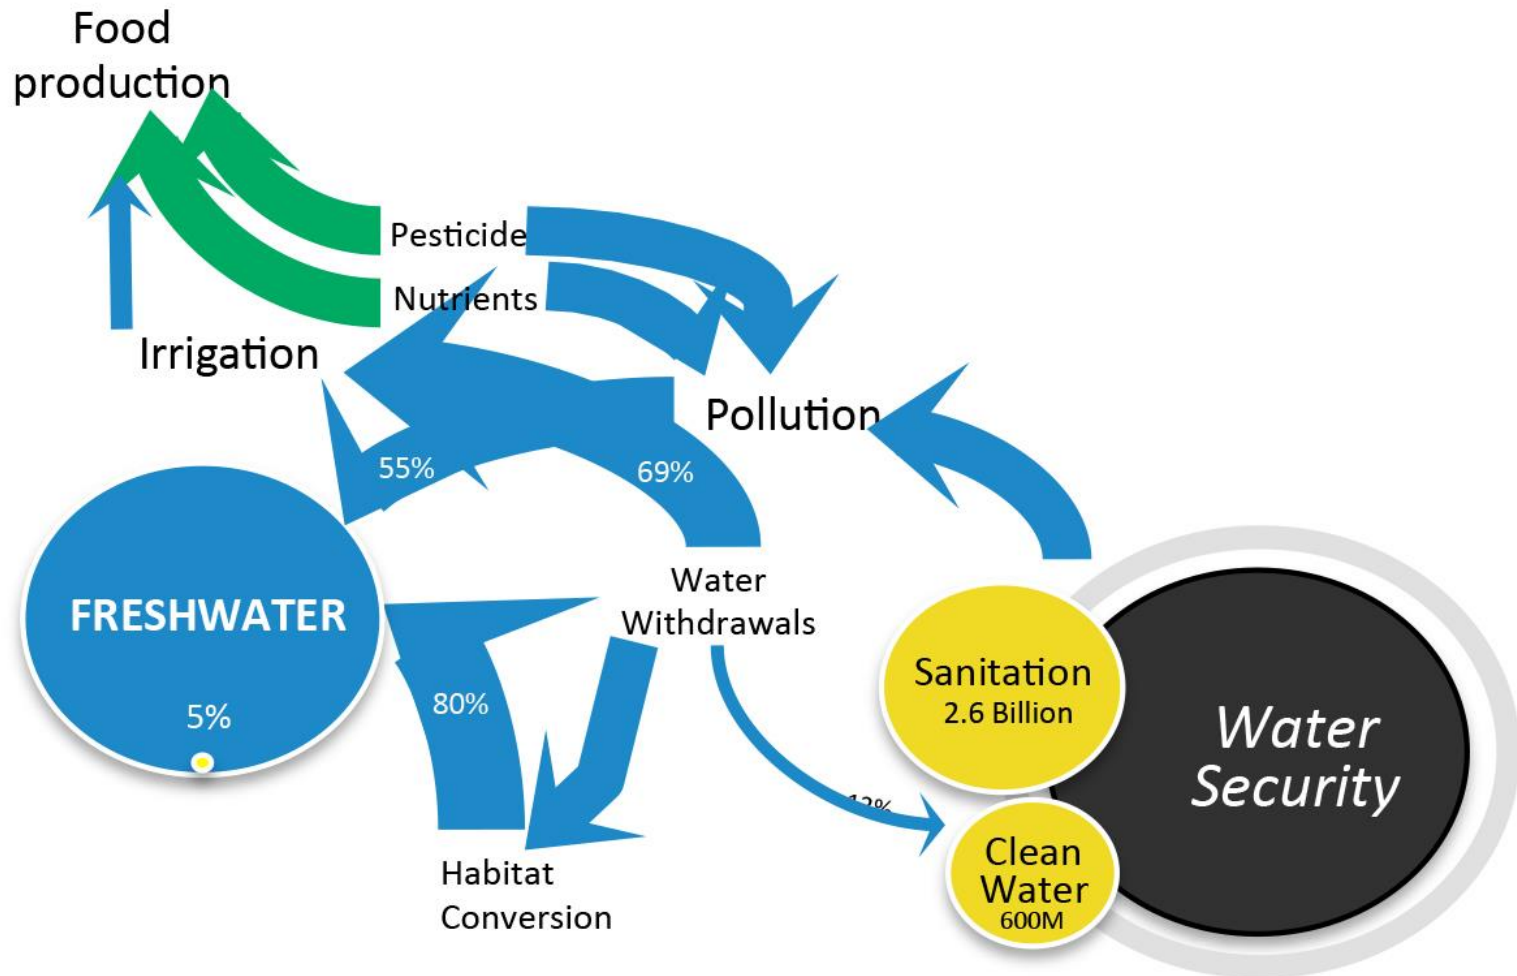 Food
production
Pesticide
Nutrients
Irrigation
Pollution
55%
69%
Water
Withdrawals
FRESHWATER
5%
80%
Sanitation
2.6 Billion
Water
Security
12%
Clean
Water
600M
Habitat
Conversion